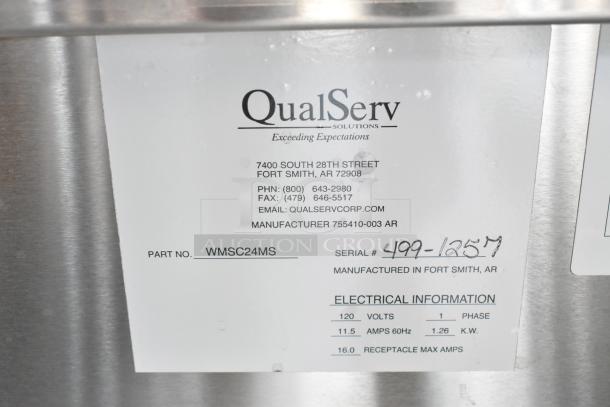 QualServ
SOLUTIONS
Exceeding Expectations
7400 SOUTH 28TH STREET
FORT SMITH, AR 72908
PHN: (800) 643-2980
FAX: (479) 646-5517
EMAIL: QUALSERVCORP.COM
MANUFACTURER 755410-003 AR
AUCTION GROUP
PART NO. WMSC24MS SERIAL # 499-1257
MANUFACTURED IN FORT SMITH, AR
ELECTRICAL INFORMATION
120 VOLTS 1 PHASE
11.5 AMPS 60Hz 1.26 K.W.
16.0 RECEPTACLE MAX AMPS